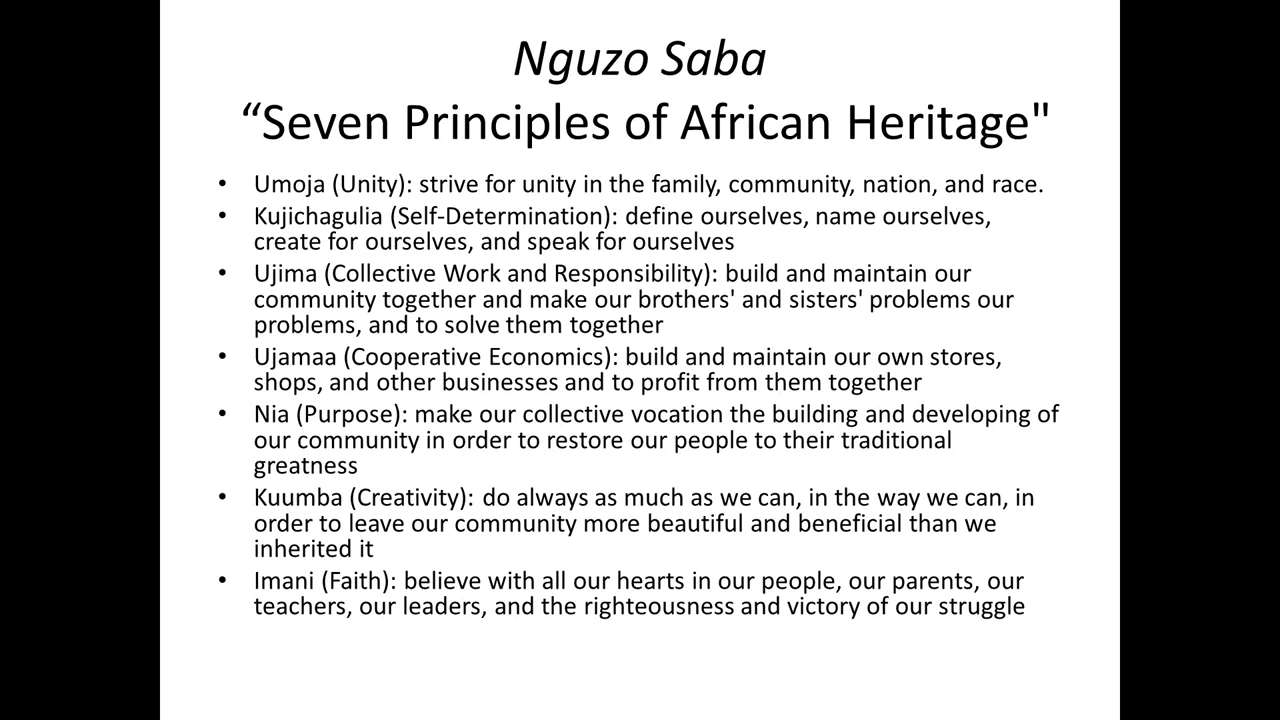 Nguzo Saba
“Seven Principles of African Heritage"
• Umoja (Unity): strive for unity in the family, community, nation, and race.
• Kujichagulia (Self-Determination): define ourselves, name ourselves,
create for ourselves, and speak for ourselves
• Ujima (Collective Work and Responsibility): build and maintain our
community together and make our brothers' and sisters' problems our
problems, and to solve them together
• Ujamaa (Cooperative Economics): build and maintain our own stores,
shops, and other businesses and to profit from them together
• Nia (Purpose): make our collective vocation the building and developing of
our community in order to restore our people to their traditional
greatness
• Kuumba (Creativity): do always as much as we can, in the way we can, in
order to leave our community more beautiful and beneficial than we
inherited it
• Imani (Faith): believe with all our hearts in our people, our parents, our
teachers, our leaders, and the righteousness and victory of our struggle